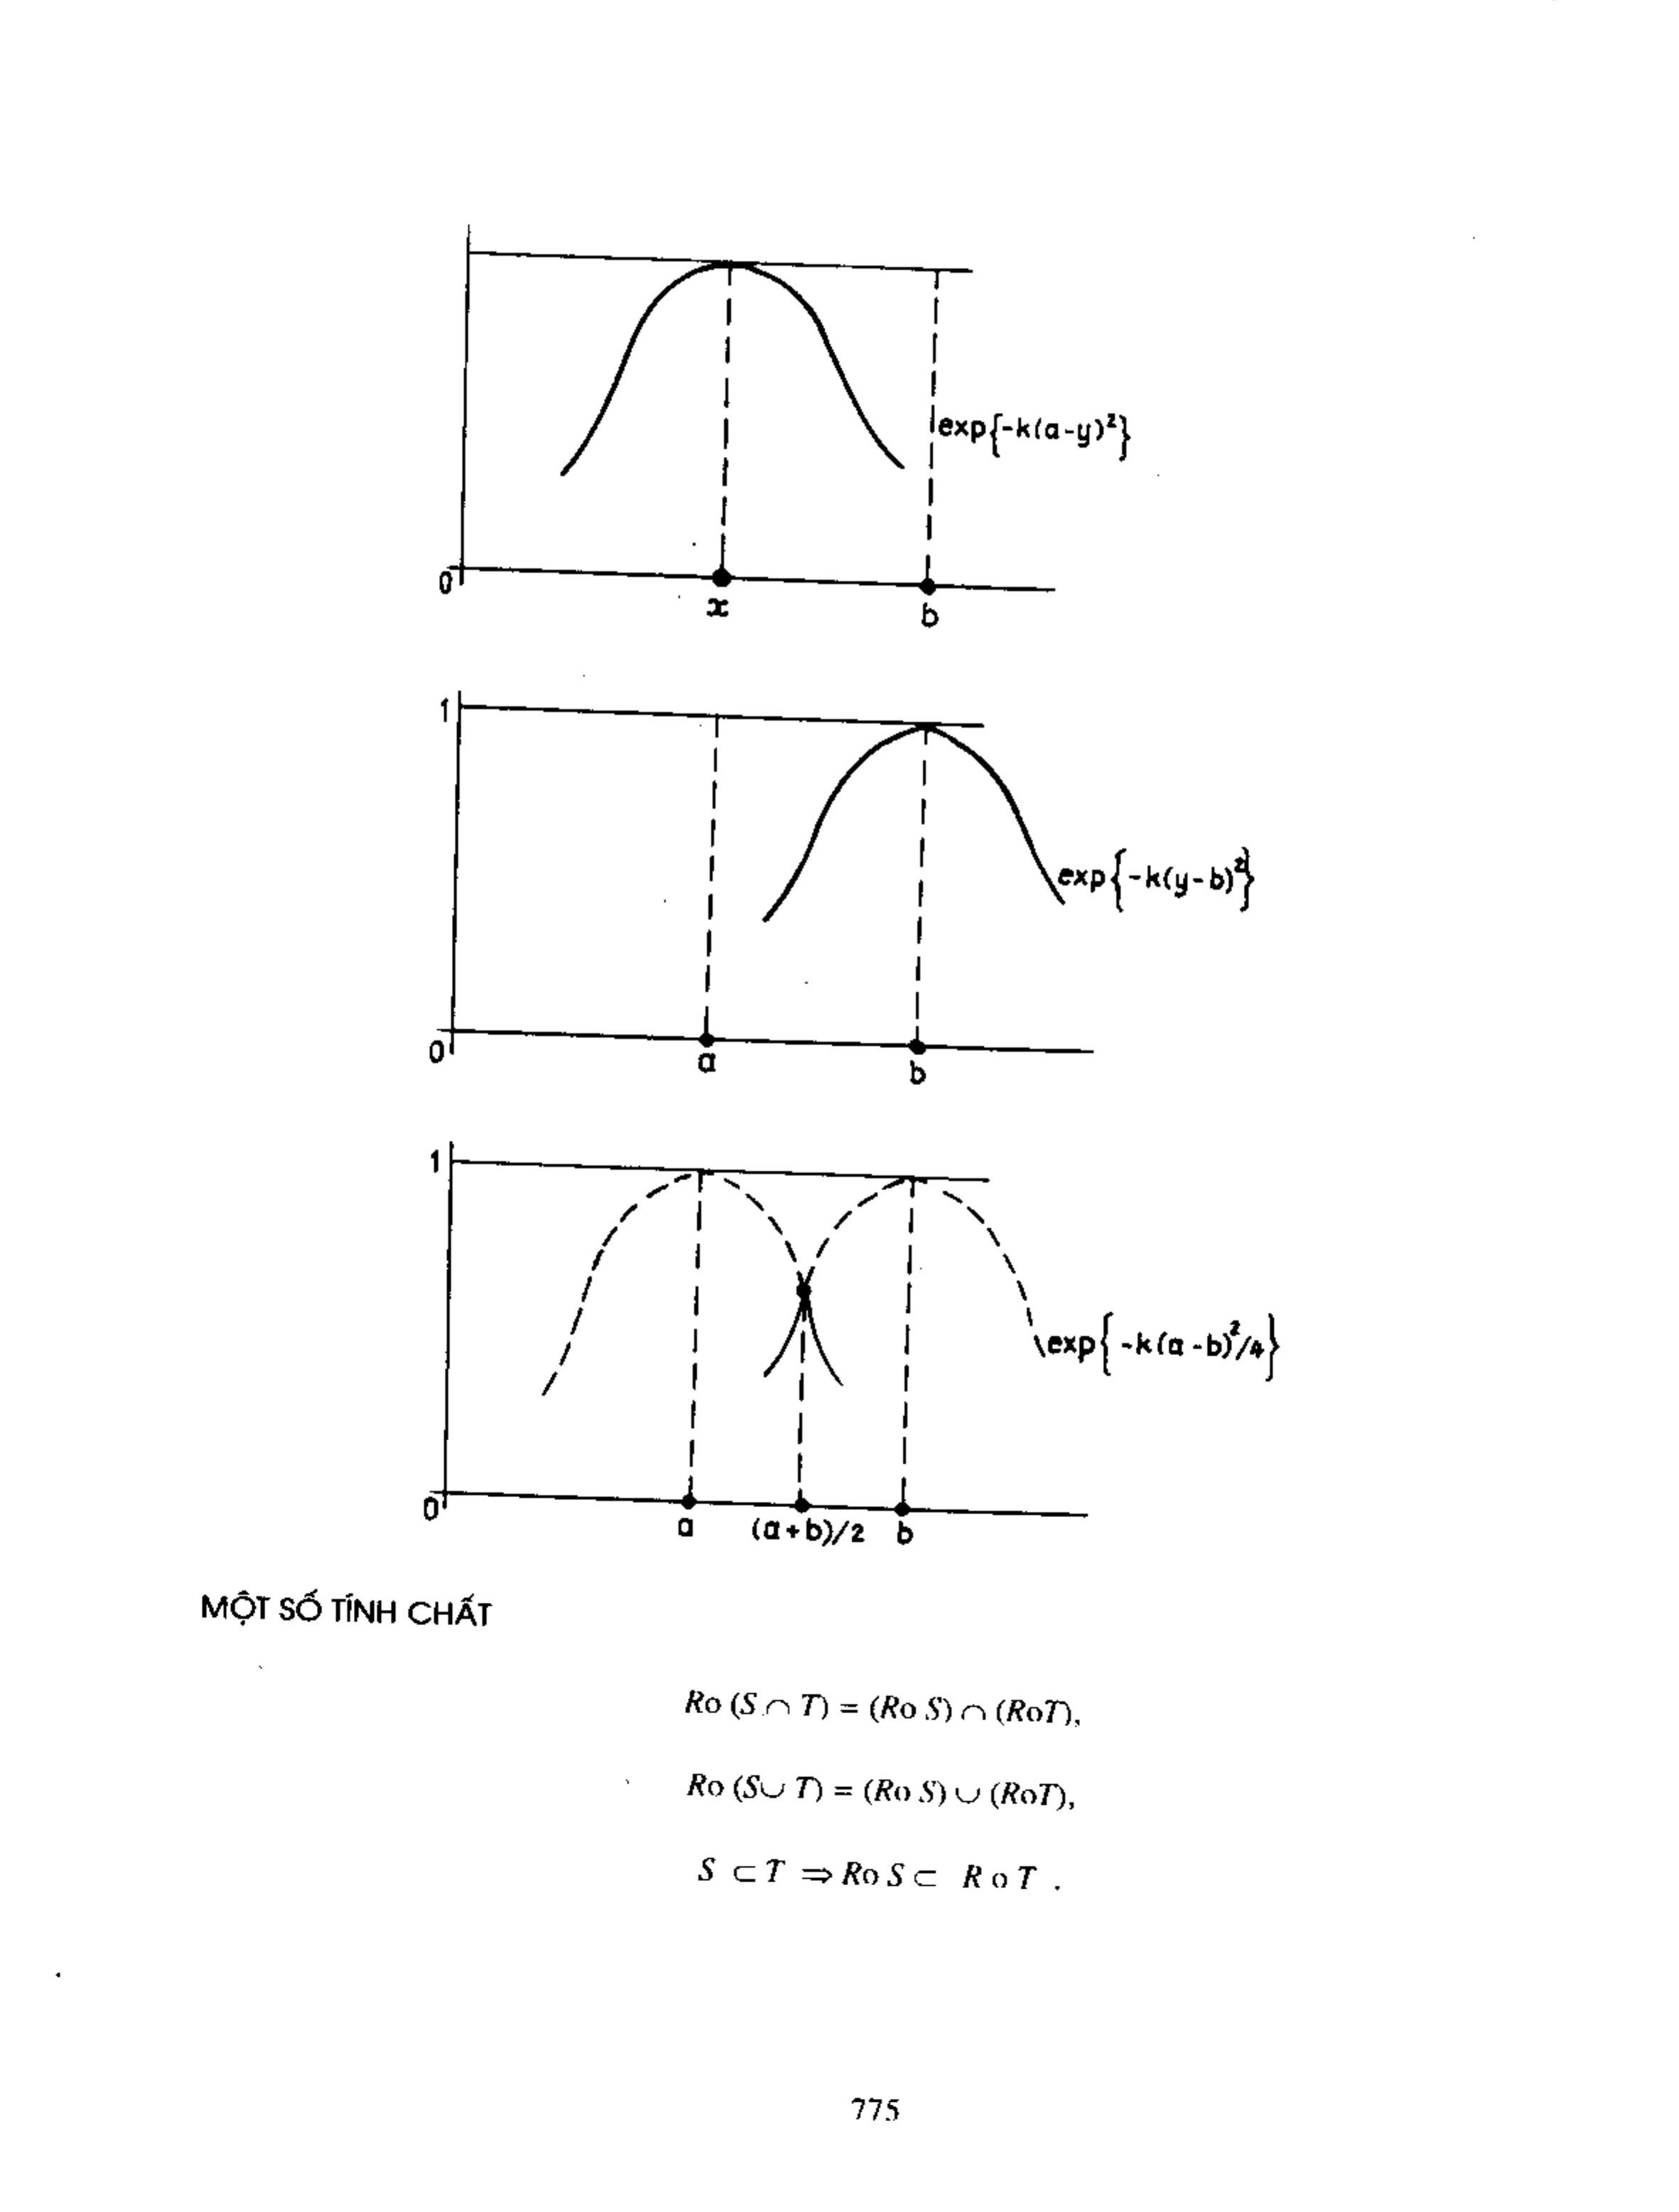 exp{-k(a-y)²}
0
x
b
1
exp{-k(y-b)²}
0
a
b
1
exp{-k(a-b)²/4}
0
a (a+b)/2 b
MỘT SỐ TÍNH CHẤT
Ro (S ∩ T) = (Ro S) ∩ (RoT),
Ro (S∪ T) = (Ro S) ∪ (RoT),
S ⊂ T ⇒ Ro S ⊂ R o T .
775